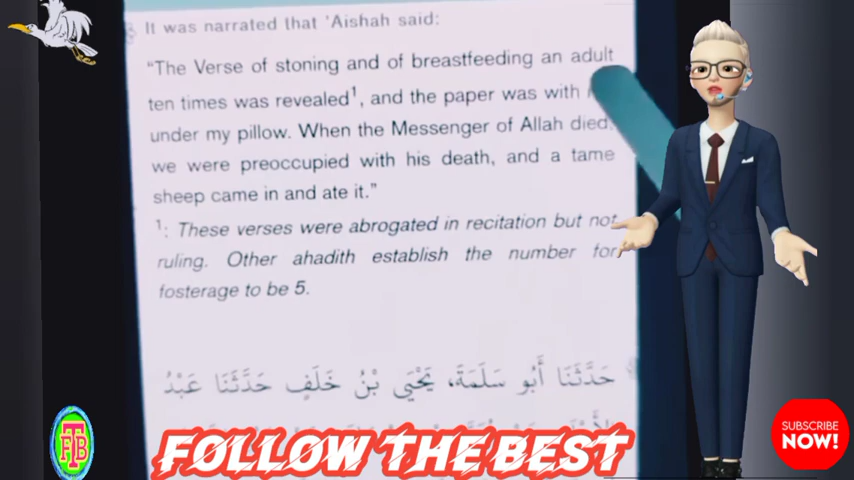 It was narrated that 'Aishah said:
"The Verse of stoning and of breastfeeding an adult
ten times was revealed¹, and the paper was with
under my pillow. When the Messenger of Allah died,
we were preoccupied with his death, and a tame
sheep came in and ate it."
¹: These verses were abrogated in recitation but not
ruling. Other ahadith establish the number for
fosterage to be 5.
حَدَّثَنَا أَبُو سَلَمَةَ، يَحْيَى بْنُ خَلَفٍ حَدَّثَنَا عَبْدُ
FTB
FOLLOW THE BEST
SUBSCRIBE
NOW!